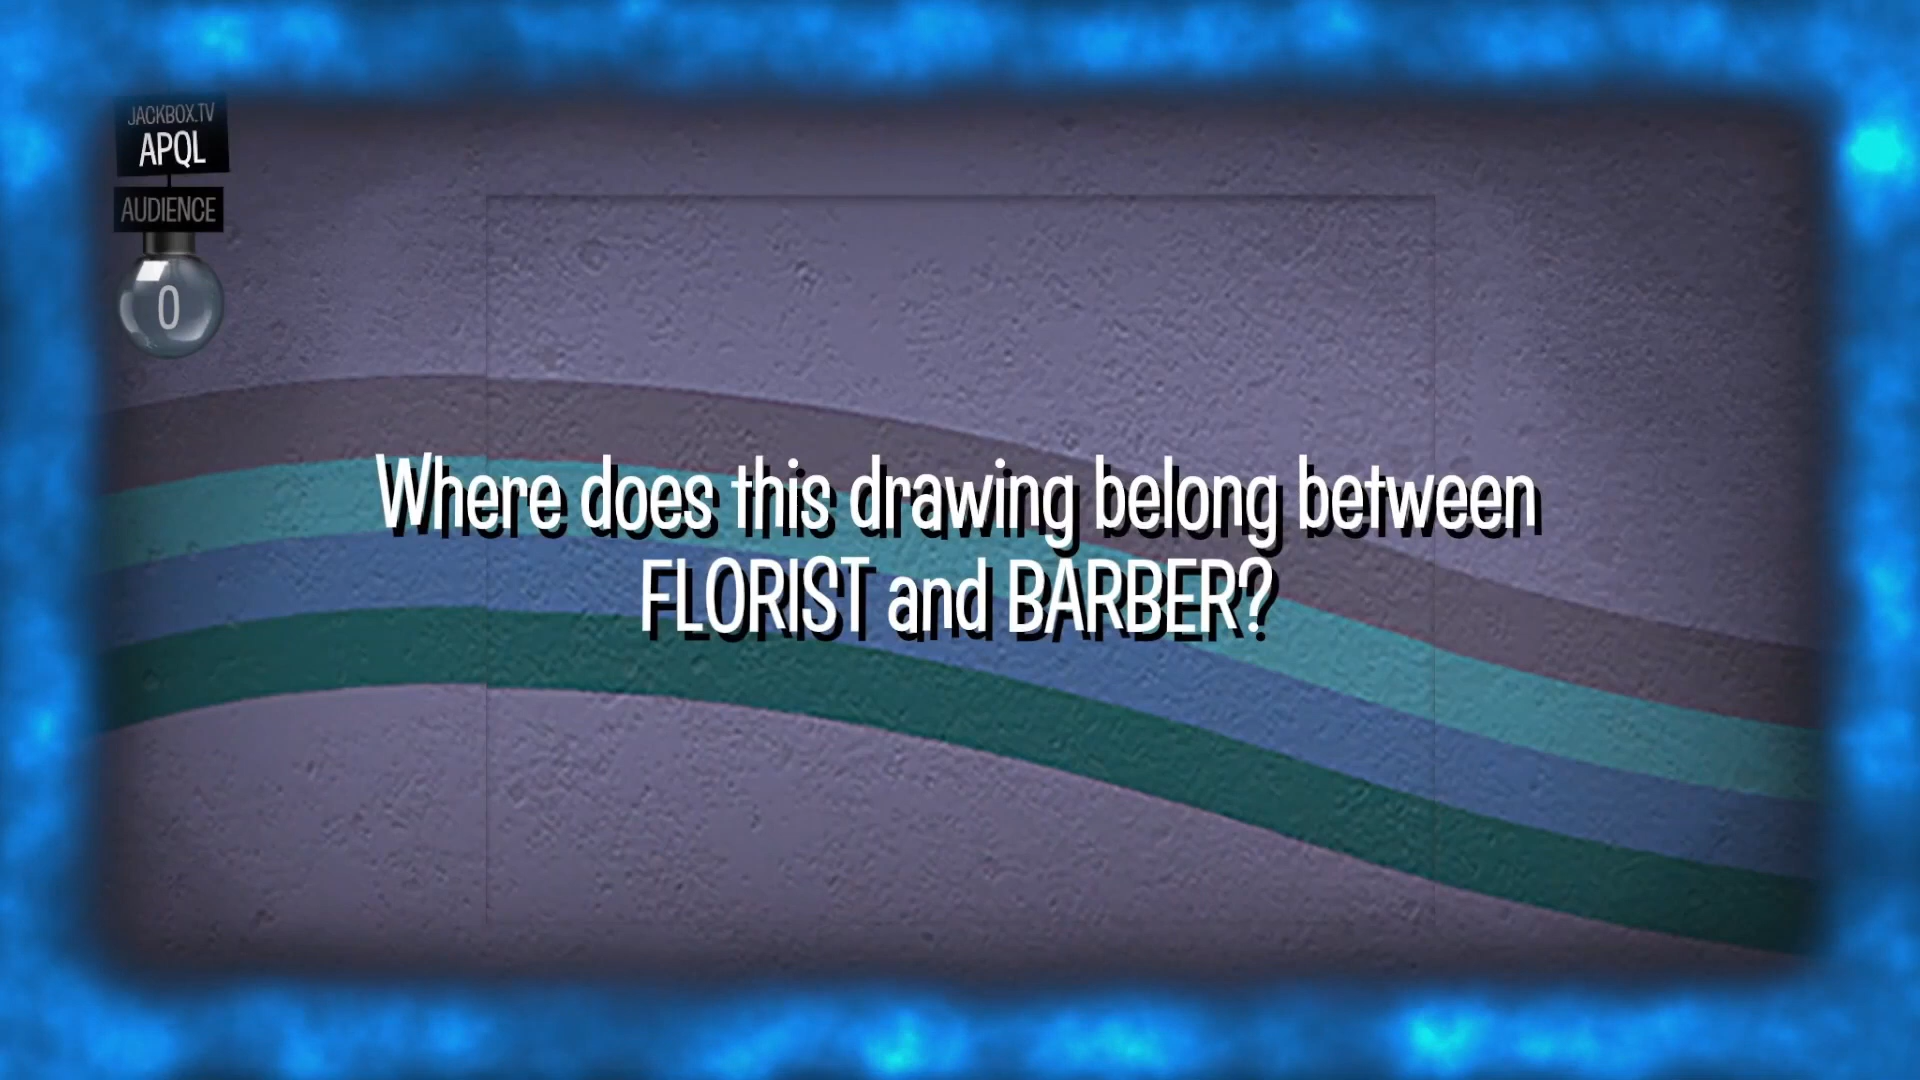 JACKBOX.TV
APQL
AUDIENCE
0
Where does this drawing belong between
FLORIST and BARBER?